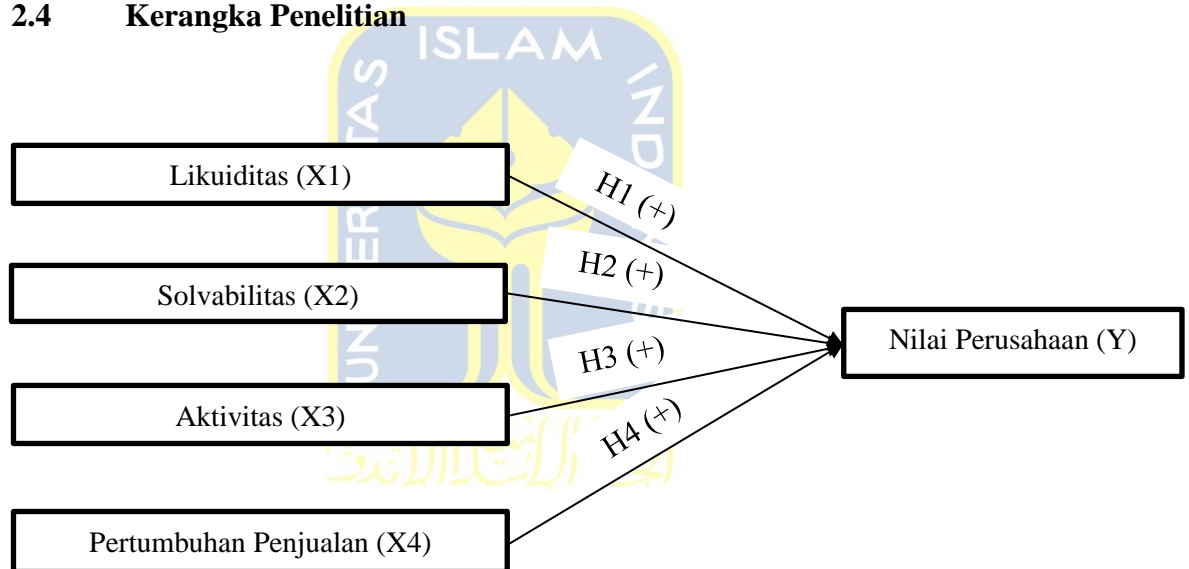 2.4 Kerangka Penelitian
ISLAM
UNIVERSITAS
Likuiditas (X1)
H1 (+)
Solvabilitas (X2)
H2 (+)
Nilai Perusahaan (Y)
H3 (+)
Aktivitas (X3)
H4 (+)
Pertumbuhan Penjualan (X4)